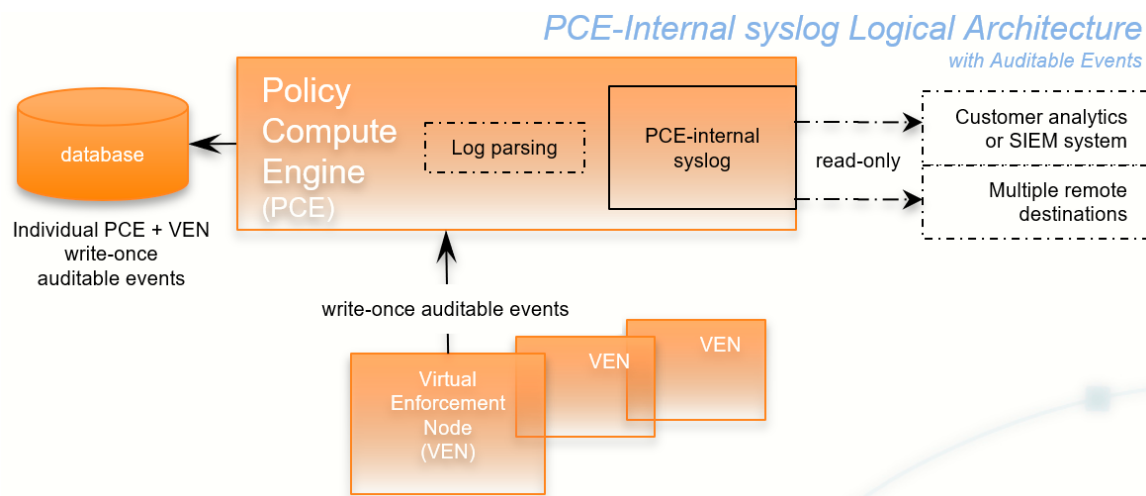 PCE-Internal syslog Logical Architecture
with Auditable Events
Policy
Compute
Engine
(PCE)
Log parsing
PCE-internal
syslog
read-only
Customer analytics
or SIEM system
Multiple remote
destinations
database
Individual PCE + VEN
write-once
auditable events
write-once auditable events
Virtual
Enforcement
Node
(VEN)
VEN
VEN